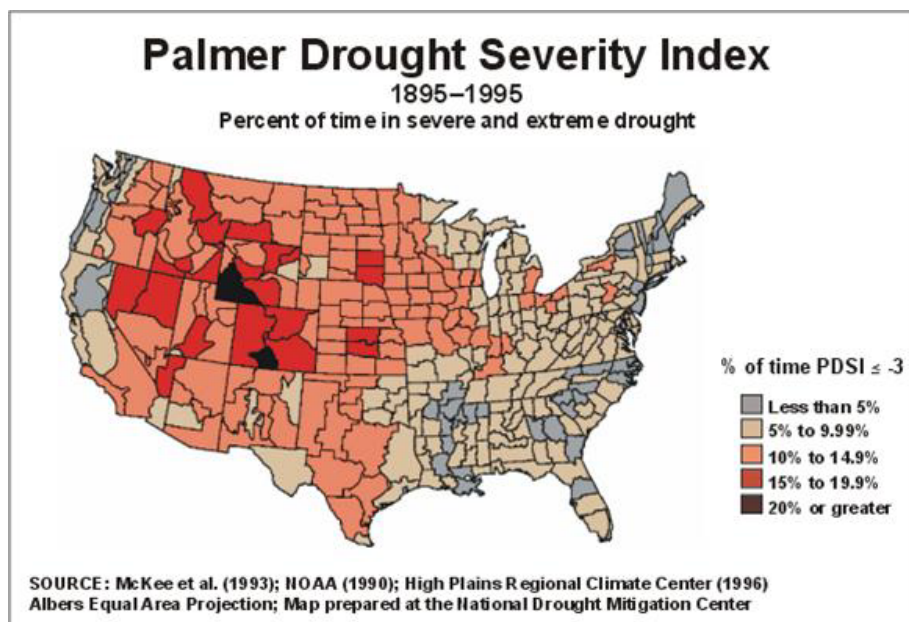 Palmer Drought Severity Index
1895–1995
Percent of time in severe and extreme drought
% of time PDSI ≤ -3
Less than 5%
5% to 9.99%
10% to 14.9%
15% to 19.9%
20% or greater
SOURCE: McKee et al. (1993); NOAA (1990); High Plains Regional Climate Center (1996)
Albers Equal Area Projection; Map prepared at the National Drought Mitigation Center